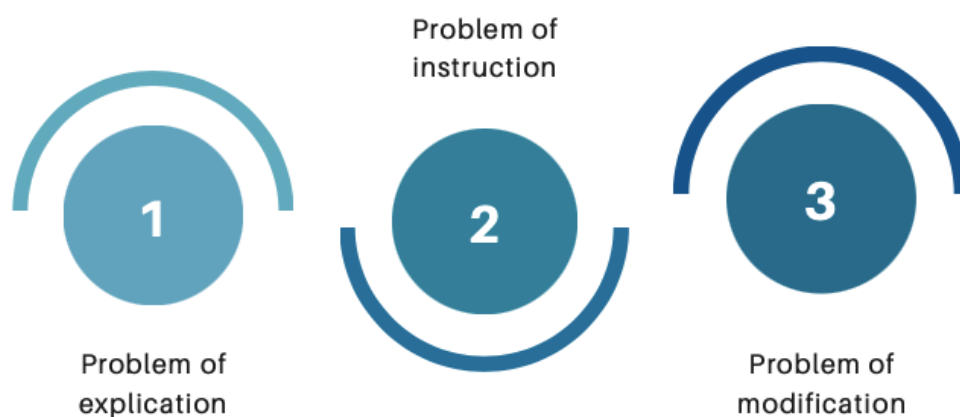 1
Problem of
explication
Problem of
instruction
2
3
Problem of
modification